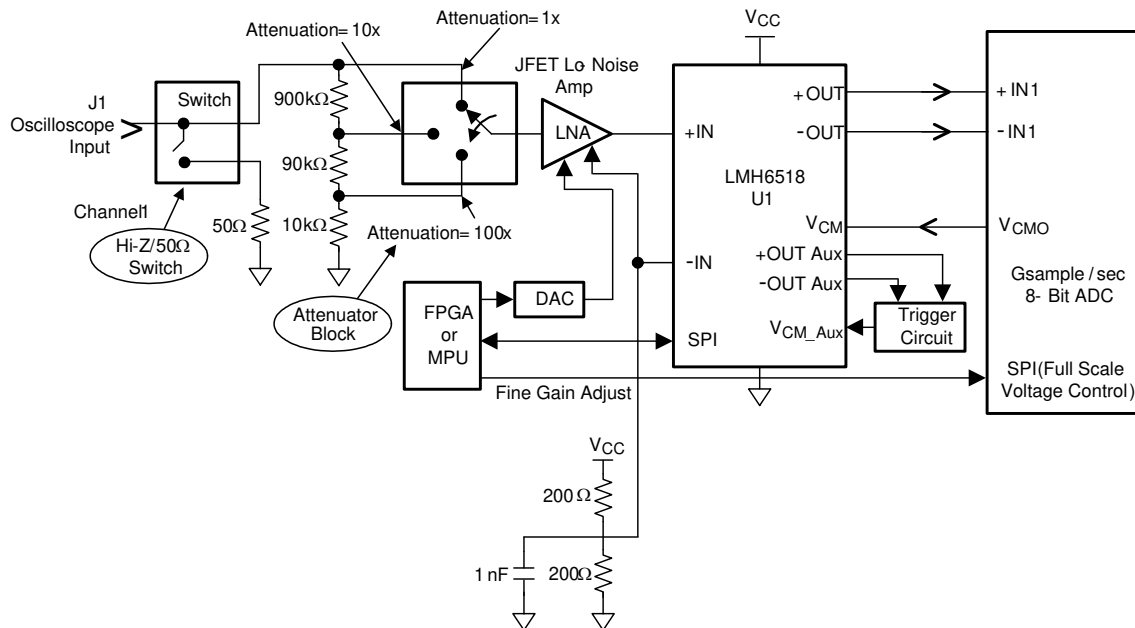 Attenuation= 10x
Attenuation= 1x
VCC
JFET Lo Noise
Amp
J1
Oscilloscope
Input
Switch
900kΩ
LNA
+IN
+OUT
-OUT
+IN1
-IN1
90kΩ
LMH6518
U1
Channel1
50Ω
10kΩ
Attenuation= 100x
VCM
VCMO
Hi-Z/50Ω
Switch
-IN
+OUT Aux
-OUT Aux
Gsample / sec
8- Bit ADC
Attenuator
Block
FPGA
or
MPU
DAC
Trigger
Circuit
VCM_Aux
SPI
Fine Gain Adjust
SPI(Full Scale
Voltage Control)
VCC
200Ω
1 nF
200Ω